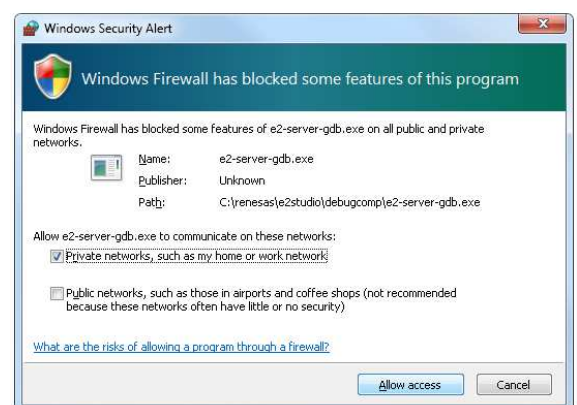 Windows Security Alert
Windows Firewall has blocked some features of this program
Windows Firewall has blocked some features of e2-server-gdb.exe on all public and private
networks.
Name: e2-server-gdb.exe
Publisher: Unknown
Path: C:\renesas\e2studio\debugcomp\e2-server-gdb.exe
Allow e2-server-gdb.exe to communicate on these networks:
Private networks, such as my home or work network
Public networks, such as those in airports and coffee shops (not recommended
because these networks often have little or no security)
What are the risks of allowing a program through a firewall?
Allow access Cancel